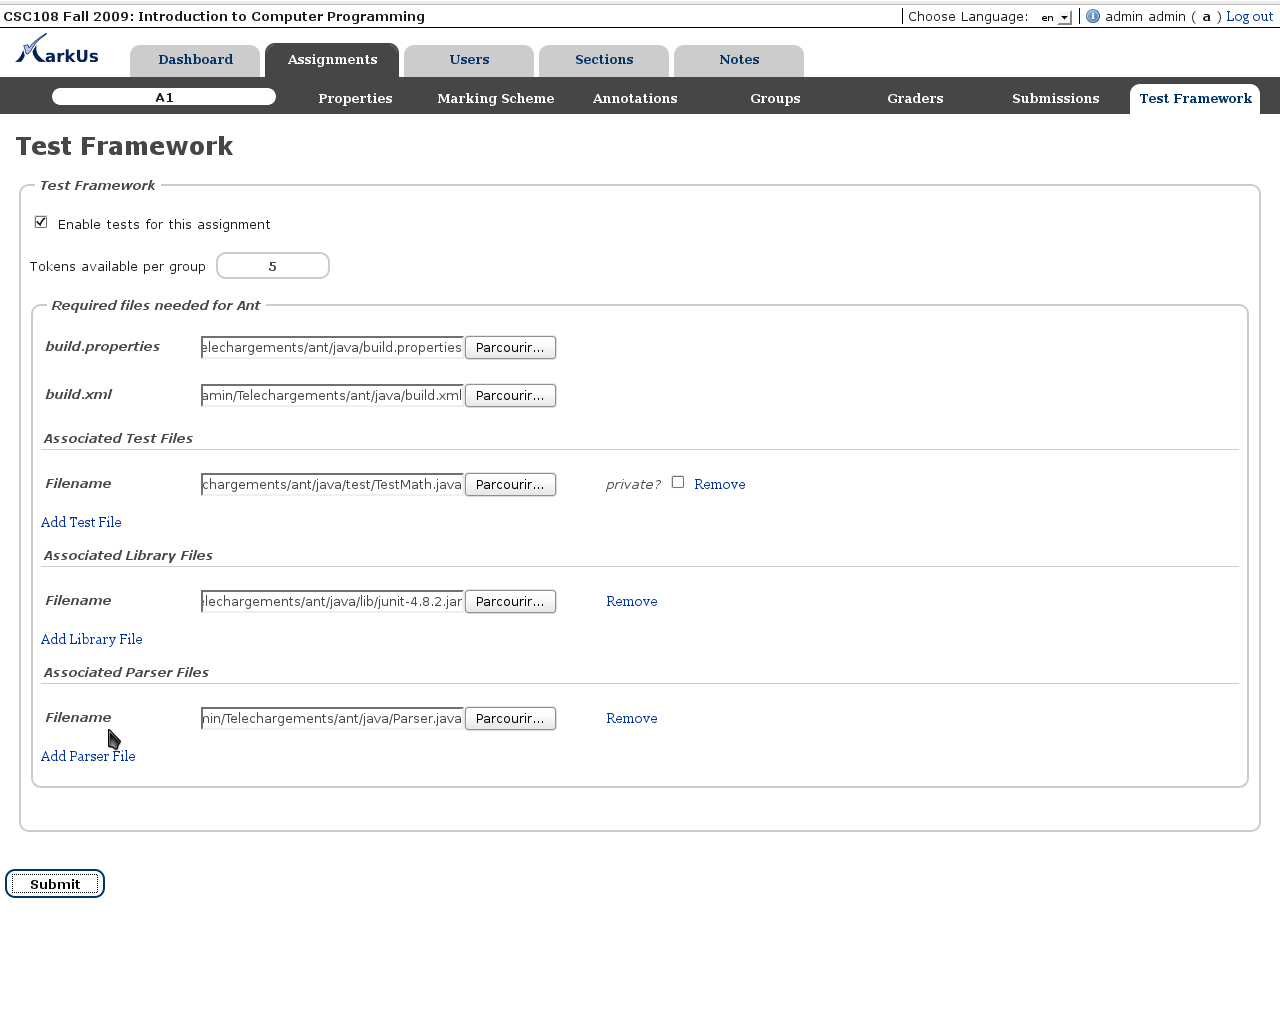 CSC108 Fall 2009: Introduction to Computer Programming
Choose Language: en admin admin ( a ) Log out
MarkUs
Dashboard Assignments Users Sections Notes
A1 Properties Marking Scheme Annotations Groups Graders Submissions Test Framework
Test Framework
Test Framework
Enable tests for this assignment
Tokens available per group 5
Required files needed for Ant
build.properties elechargements/ant/java/build.properties Parcourir...
build.xml amin/Telechargements/ant/java/build.xml Parcourir...
Associated Test Files
Filename chargements/ant/java/test/TestMath.java Parcourir... private? Remove
Add Test File
Associated Library Files
Filename elechargements/ant/java/lib/junit-4.8.2.jar Parcourir... Remove
Add Library File
Associated Parser Files
Filename min/Telechargements/ant/java/Parser.java Parcourir... Remove
Add Parser File
Submit